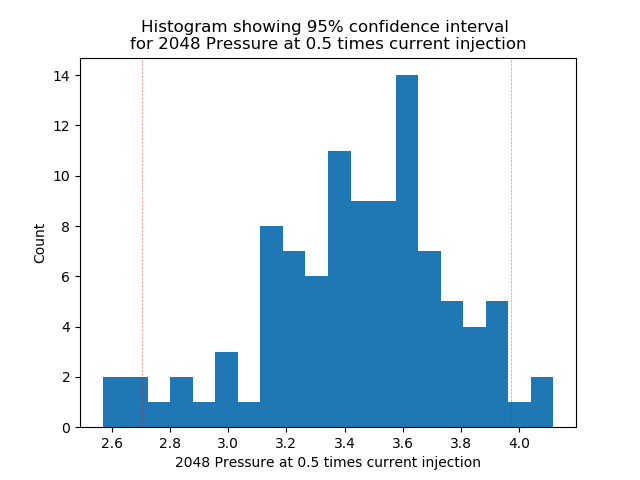 Histogram showing 95% confidence interval
for 2048 Pressure at 0.5 times current injection
14
12
10
8
6
4
2
0
Count
2.6 2.8 3.0 3.2 3.4 3.6 3.8 4.0
2048 Pressure at 0.5 times current injection